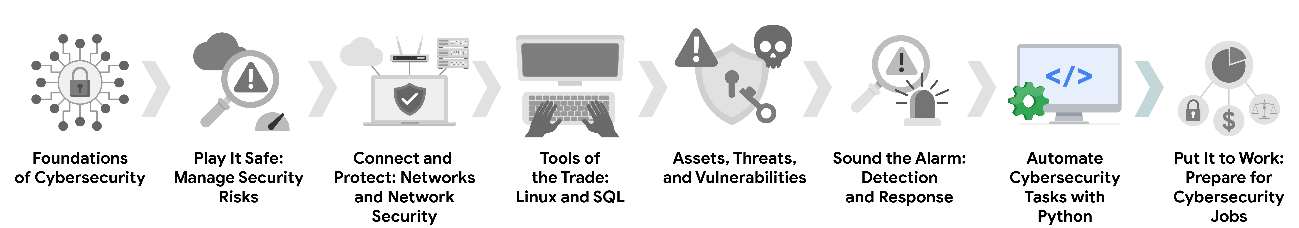 </>
$
Foundations
of Cybersecurity
Play It Safe:
Manage Security
Risks
Connect and
Protect: Networks
and Network
Security
Tools of
the Trade:
Linux and SQL
Assets, Threats,
and Vulnerabilities
Sound the Alarm:
Detection
and Response
Automate
Cybersecurity
Tasks with
Python
Put It to Work:
Prepare for
Cybersecurity
Jobs